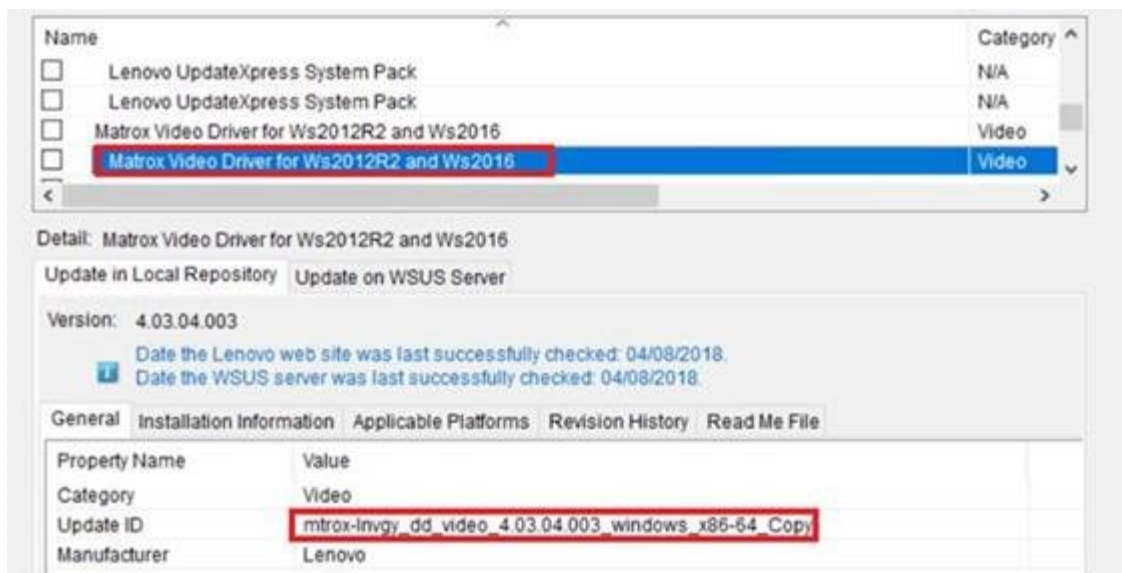 Name Category
Lenovo UpdateXpress System Pack N/A
Lenovo UpdateXpress System Pack N/A
Matrox Video Driver for Ws2012R2 and Ws2016 Video
Matrox Video Driver for Ws2012R2 and Ws2016 Video
Detail: Matrox Video Driver for Ws2012R2 and Ws2016
Update in Local Repository Update on WSUS Server
Version: 4.03.04.003
Date the Lenovo web site was last successfully checked: 04/08/2018.
Date the WSUS server was last successfully checked: 04/08/2018.
General Installation Information Applicable Platforms Revision History Read Me File
Property Name Value
Category Video
Update ID mtrox-lnvgy_dd_video_4.03.04.003_windows_x86-64_Copy
Manufacturer Lenovo